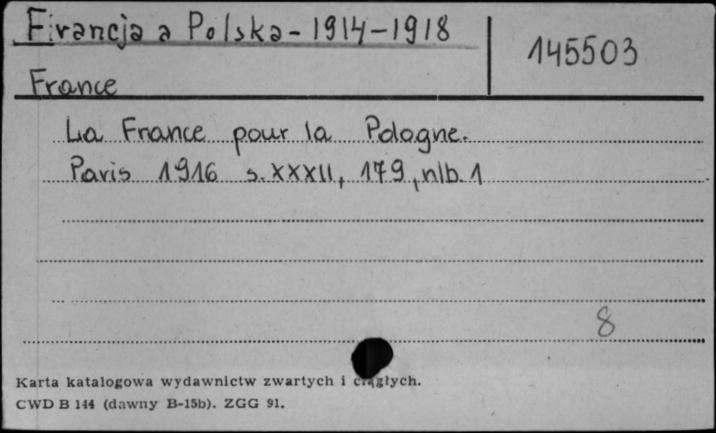 Francja a Polska - 1914-1918
145503
France
La France pour la Pologne.
Paris 1916 s. XXXII, 179, nlb. 1
8
Karta katalogowa wydawnictw zwartych i ciągłych.
CWD B 144 (dawny B-15b). ZGG 91.